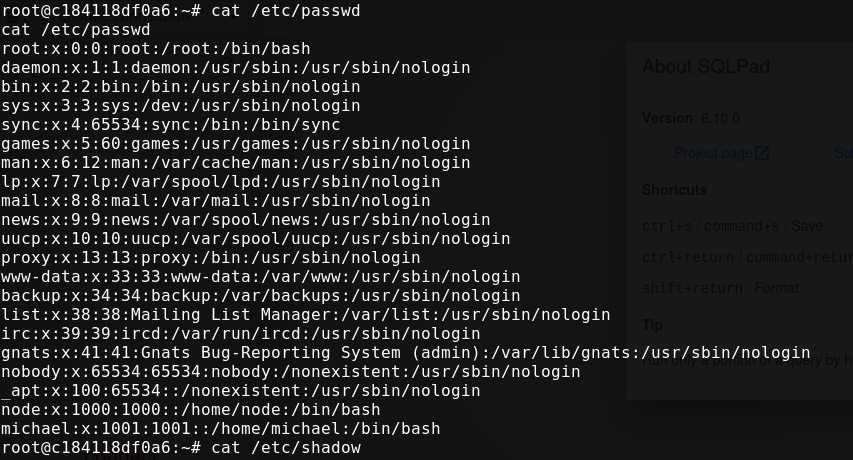 root@c184118df0a6:~# cat /etc/passwd
cat /etc/passwd
root:x:0:0:root:/root:/bin/bash
daemon:x:1:1:daemon:/usr/sbin:/usr/sbin/nologin
bin:x:2:2:bin:/bin:/usr/sbin/nologin
sys:x:3:3:sys:/dev:/usr/sbin/nologin
sync:x:4:65534:sync:/bin:/bin/sync
games:x:5:60:games:/usr/games:/usr/sbin/nologin
man:x:6:12:man:/var/cache/man:/usr/sbin/nologin
lp:x:7:7:lp:/var/spool/lpd:/usr/sbin/nologin
mail:x:8:8:mail:/var/mail:/usr/sbin/nologin
news:x:9:9:news:/var/spool/news:/usr/sbin/nologin
uucp:x:10:10:uucp:/var/spool/uucp:/usr/sbin/nologin
proxy:x:13:13:proxy:/bin:/usr/sbin/nologin
www-data:x:33:33:www-data:/var/www:/usr/sbin/nologin
backup:x:34:34:backup:/var/backups:/usr/sbin/nologin
list:x:38:38:Mailing List Manager:/var/list:/usr/sbin/nologin
irc:x:39:39:ircd:/var/run/ircd:/usr/sbin/nologin
gnats:x:41:41:Gnats Bug-Reporting System (admin):/var/lib/gnats:/usr/sbin/nologin
nobody:x:65534:65534:nobody:/nonexistent:/usr/sbin/nologin
_apt:x:100:65534::/nonexistent:/usr/sbin/nologin
node:x:1000:1000::/home/node:/bin/bash
michael:x:1001:1001::/home/michael:/bin/bash
root@c184118df0a6:~# cat /etc/shadow
About SQLPad
Version: 6.10.0
Project page
Shortcuts
ctrl+s / command+s : Save
ctrl+return / command+retur
shift+return : Format
Tip
Run only a portion of a query by h